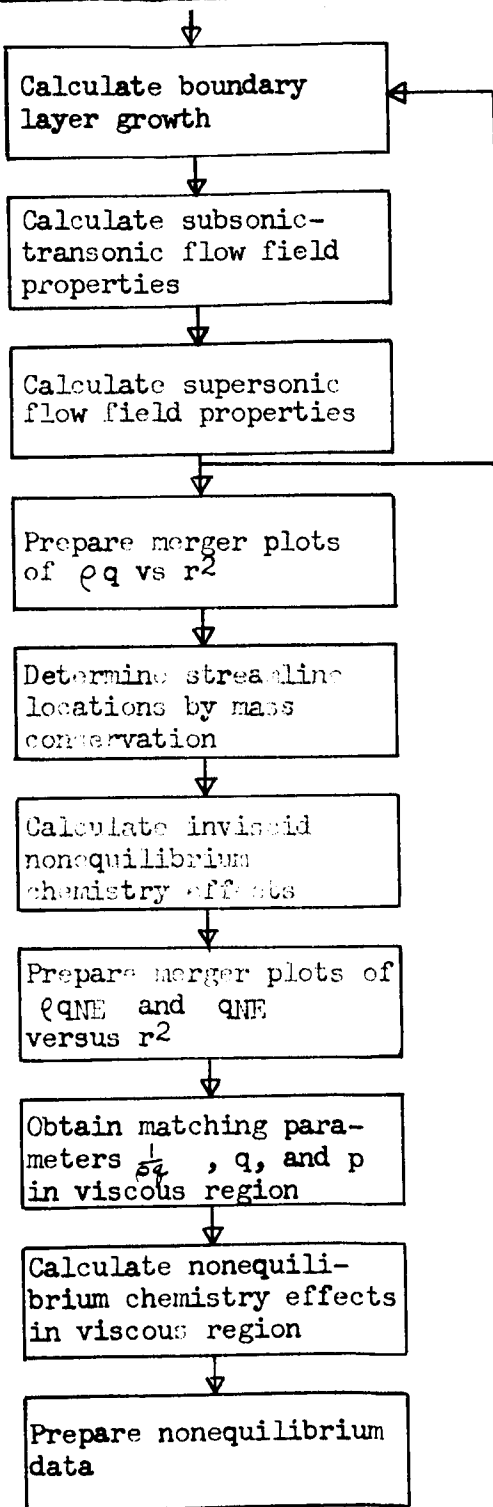 Calculate boundary
layer growth
Calculate subsonic-
transonic flow field
properties
Calculate supersonic
flow field properties
Prepare merger plots
of ρq vs r²
Determine streamline
locations by mass
conservation
Calculate inviscid
nonequilibrium
chemistry effects
Prepare merger plots of
ρqNE and qNE
versus r²
Obtain matching para-
meters 1/ρq , q, and p
in viscous region
Calculate nonequili-
brium chemistry effects
in viscous region
Prepare nonequilibrium
data